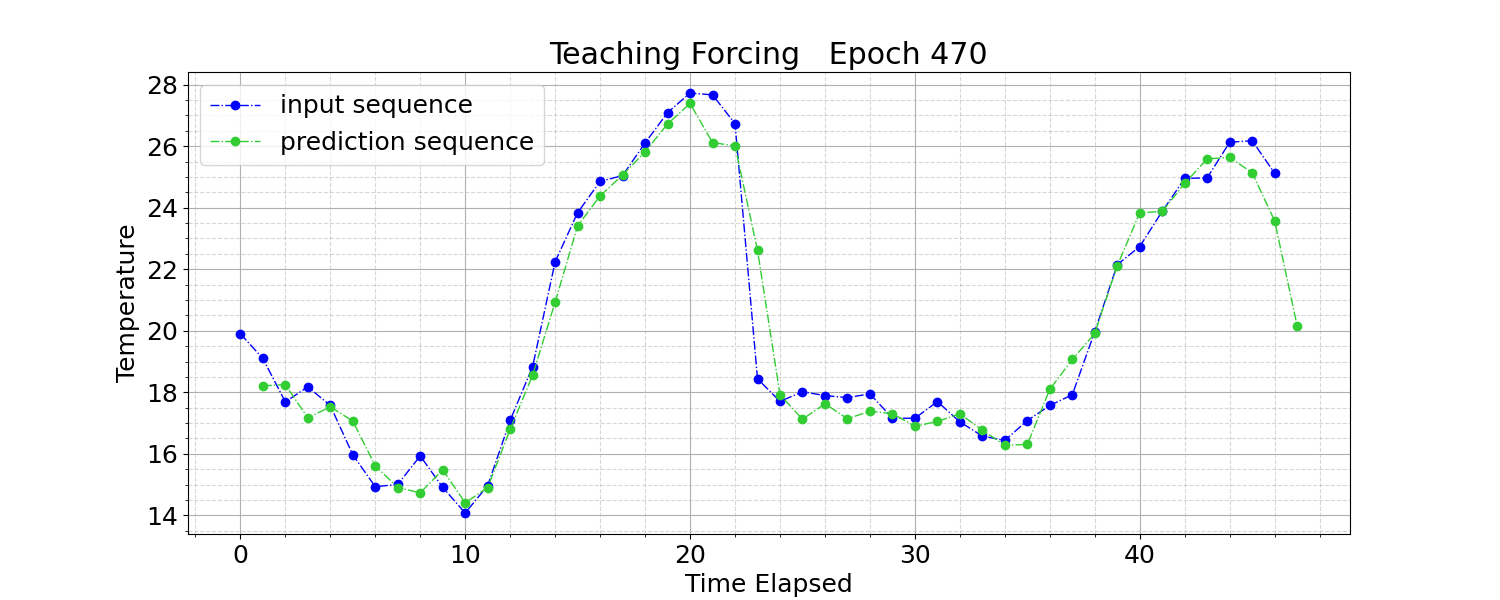 Teaching Forcing   Epoch 470
input sequence
prediction sequence
Temperature
28
26
24
22
20
18
16
14
0 10 20 30 40
Time Elapsed